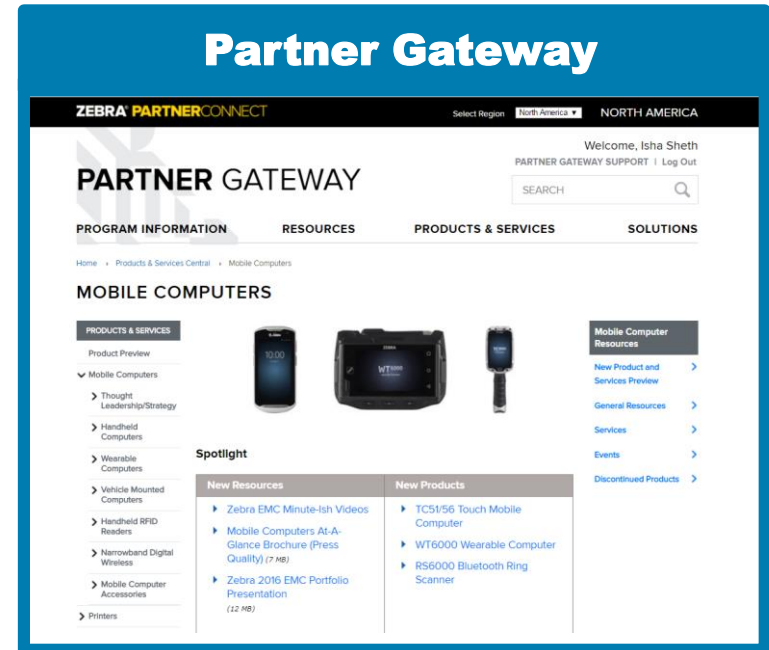 Partner Gateway
ZEBRA® PARTNERCONNECT
Select Region
North America ▼
NORTH AMERICA
Welcome, Isha Sheth
PARTNER GATEWAY SUPPORT | Log Out
PARTNER GATEWAY
SEARCH
PROGRAM INFORMATION
RESOURCES
PRODUCTS & SERVICES
SOLUTIONS
Home › Products & Services Central › Mobile Computers
MOBILE COMPUTERS
PRODUCTS & SERVICES
Product Preview
Mobile Computers
Thought
Leadership/Strategy
Handheld
Computers
Wearable
Computers
Vehicle Mounted
Computers
Handheld RFID
Readers
Narrowband Digital
Wireless
Mobile Computer
Accessories
Printers
10:00
ZEBRA
WT6000
Spotlight
New Resources
Zebra EMC Minute-Ish Videos
Mobile Computers At-A-
Glance Brochure (Press
Quality) (7 MB)
Zebra 2016 EMC Portfolio
Presentation
(12 MB)
New Products
TC51/56 Touch Mobile
Computer
WT6000 Wearable Computer
RS6000 Bluetooth Ring
Scanner
Mobile Computer
Resources
New Product and
Services Preview
General Resources
Services
Events
Discontinued Products